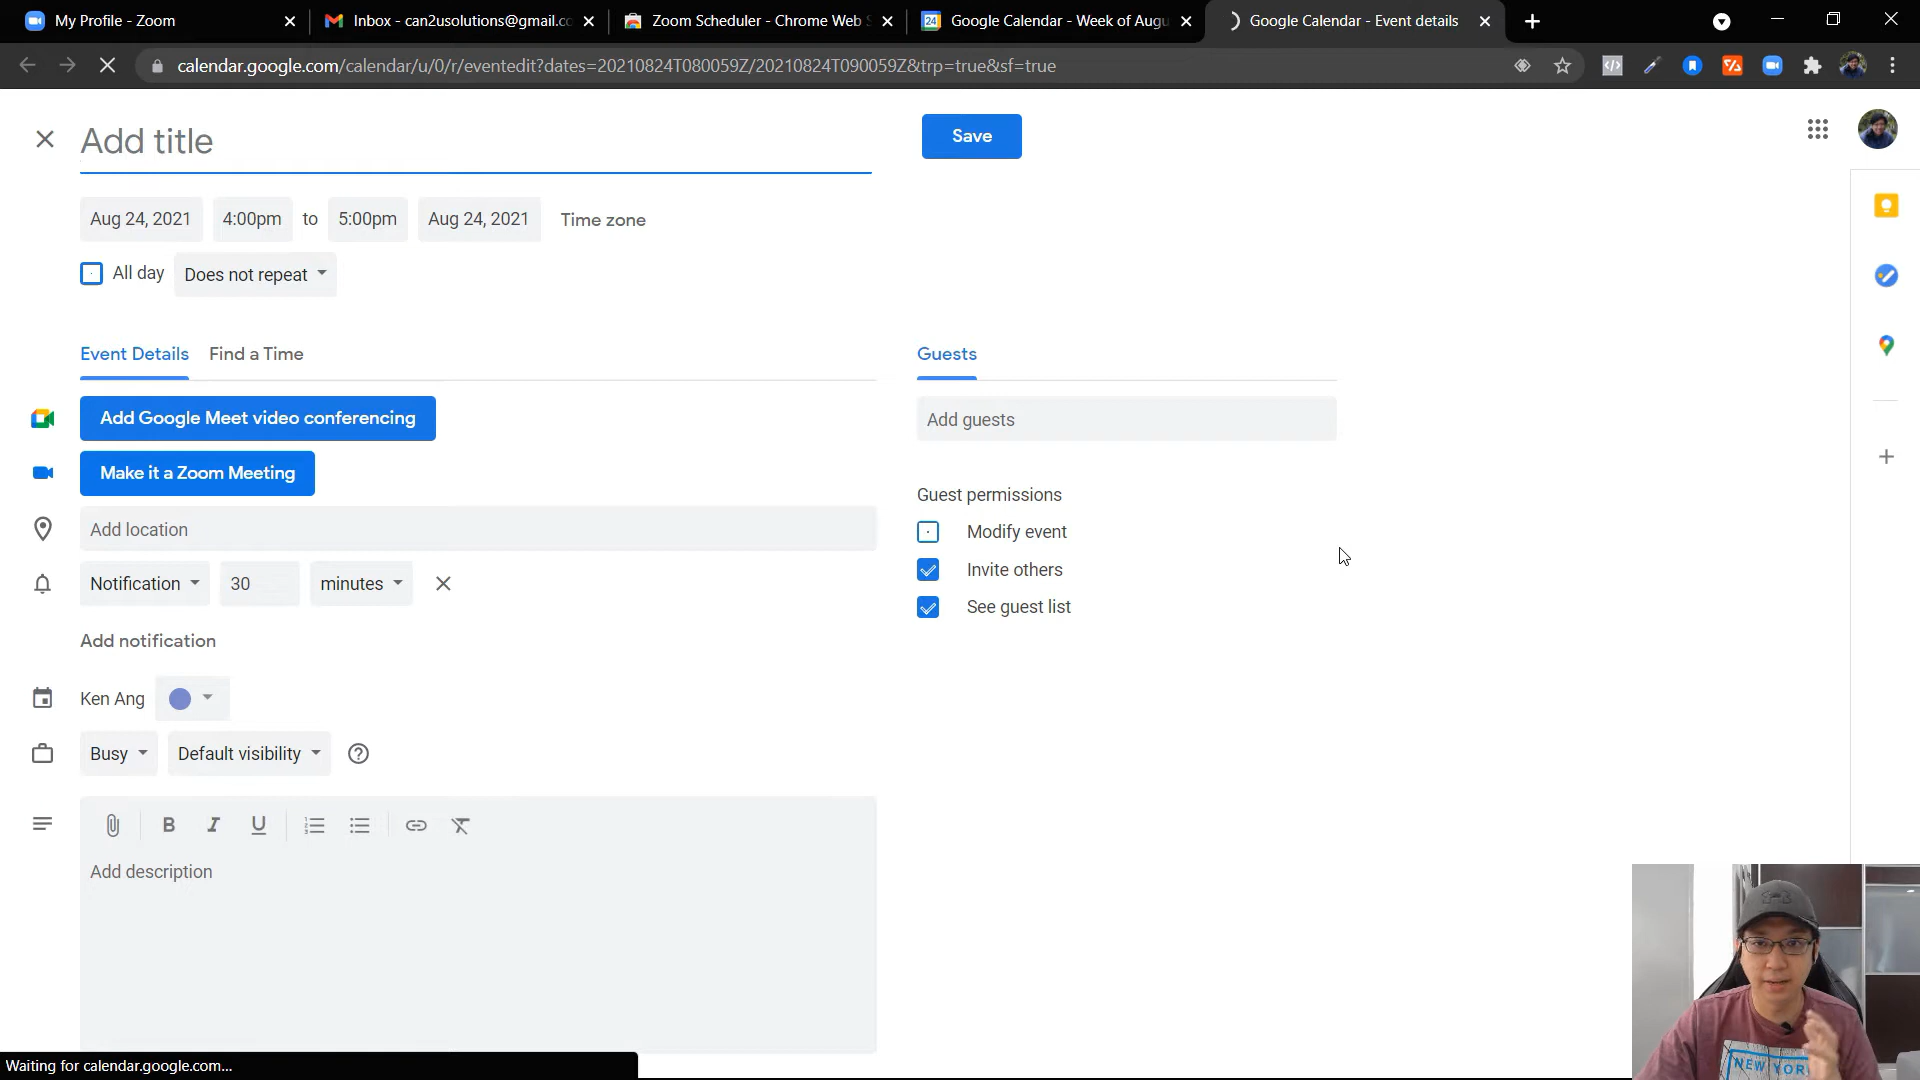 My Profile - Zoom
Inbox - can2usolutions@gmail.cc
Zoom Scheduler - Chrome Web S
24
Google Calendar - Week of Augu
Google Calendar - Event details
calendar.google.com/calendar/u/0/r/eventedit?dates=20210824T080059Z/20210824T090059Z&trp=true&sf=true
Add title
Save
Aug 24, 2021 4:00pm to 5:00pm Aug 24, 2021 Time zone
All day Does not repeat
Event Details Find a Time
Guests
Add Google Meet video conferencing
Add guests
Make it a Zoom Meeting
Guest permissions
Add location
Modify event
Invite others
Notification 30 minutes
See guest list
Add notification
Ken Ang
Busy Default visibility
B I U
Add description
NEW YORK
Waiting for calendar.google.com...